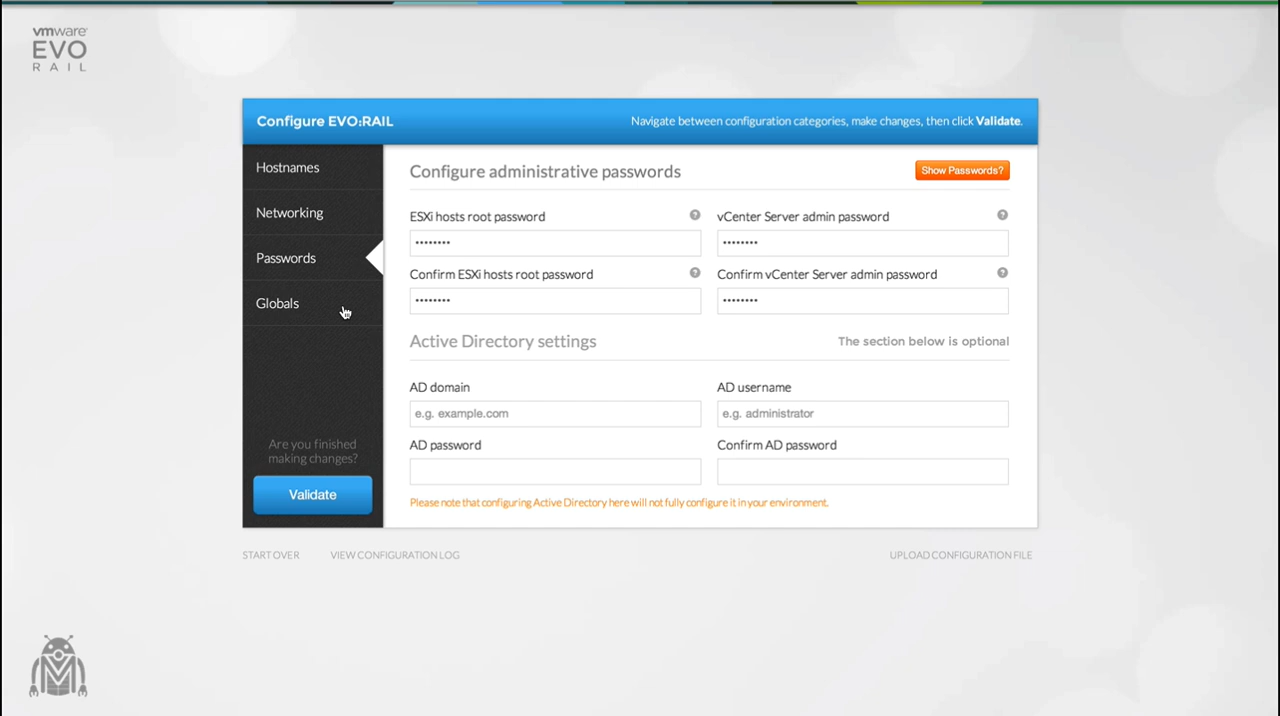 vmware
EVO
RAIL
Configure EVO:RAIL
Navigate between configuration categories, make changes, then click Validate.
Hostnames
Networking
Passwords
Globals
Are you finished
making changes?
Validate
Configure administrative passwords
Show Passwords?
ESXi hosts root password
?
vCenter Server admin password
?
••••••••
••••••••
Confirm ESXi hosts root password
?
Confirm vCenter Server admin password
?
••••••••
••••••••
Active Directory settings
The section below is optional
AD domain
AD username
e.g. example.com
e.g. administrator
AD password
Confirm AD password
Please note that configuring Active Directory here will not fully configure it in your environment.
START OVER
VIEW CONFIGURATION LOG
UPLOAD CONFIGURATION FILE